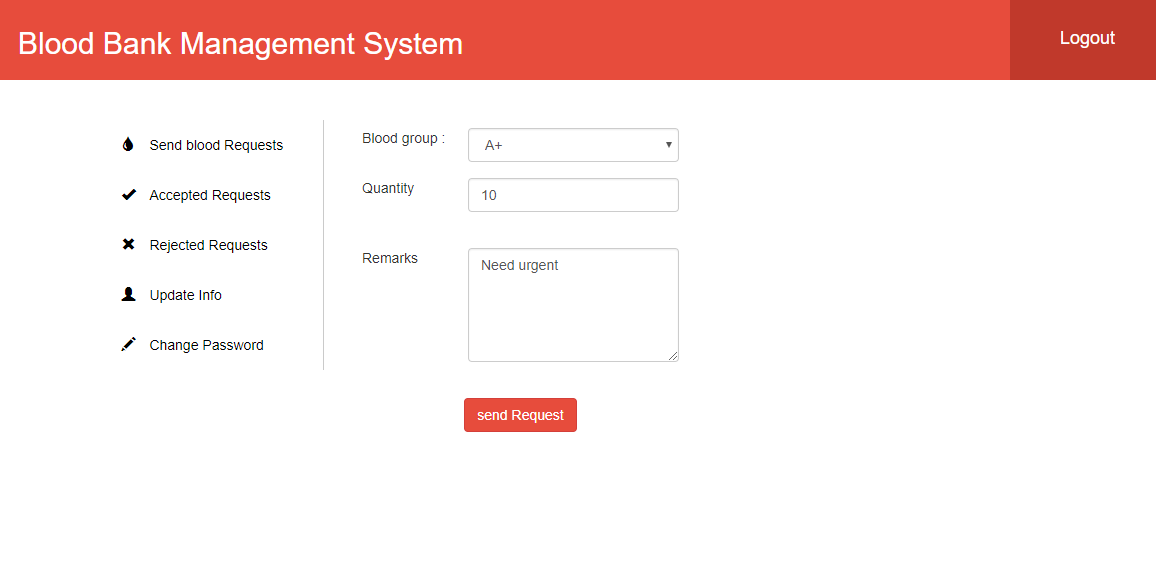 Blood Bank Management System
Logout
Send blood Requests
Accepted Requests
Rejected Requests
Update Info
Change Password
Blood group :
A+
Quantity
10
Remarks
Need urgent
send Request